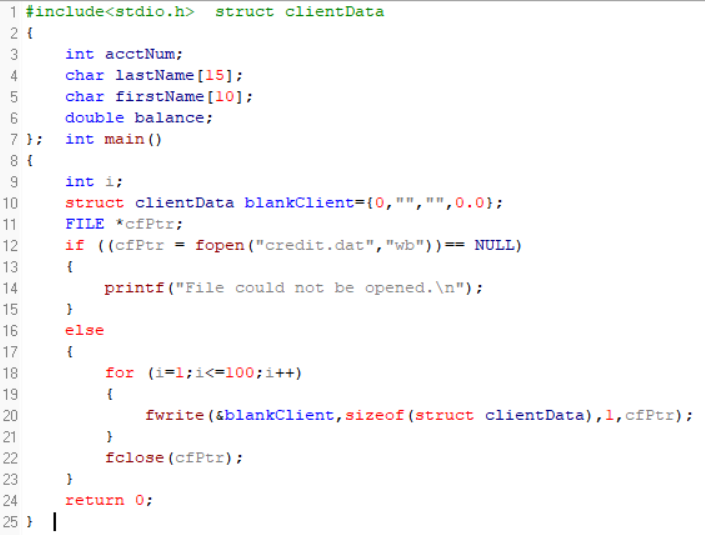 1 #include<stdio.h>  struct clientData
2 {
3     int acctNum;
4     char lastName[15];
5     char firstName[10];
6     double balance;
7 };  int main()
8 {
9     int i;
10     struct clientData blankClient={0,"","",0.0};
11     FILE *cfPtr;
12     if ((cfPtr = fopen("credit.dat","wb"))== NULL)
13     {
14         printf("File could not be opened.\n");
15     }
16     else
17     {
18         for (i=1;i<=100;i++)
19         {
20             fwrite(&blankClient,sizeof(struct clientData),1,cfPtr);
21         }
22         fclose(cfPtr);
23     }
24     return 0;
25 }